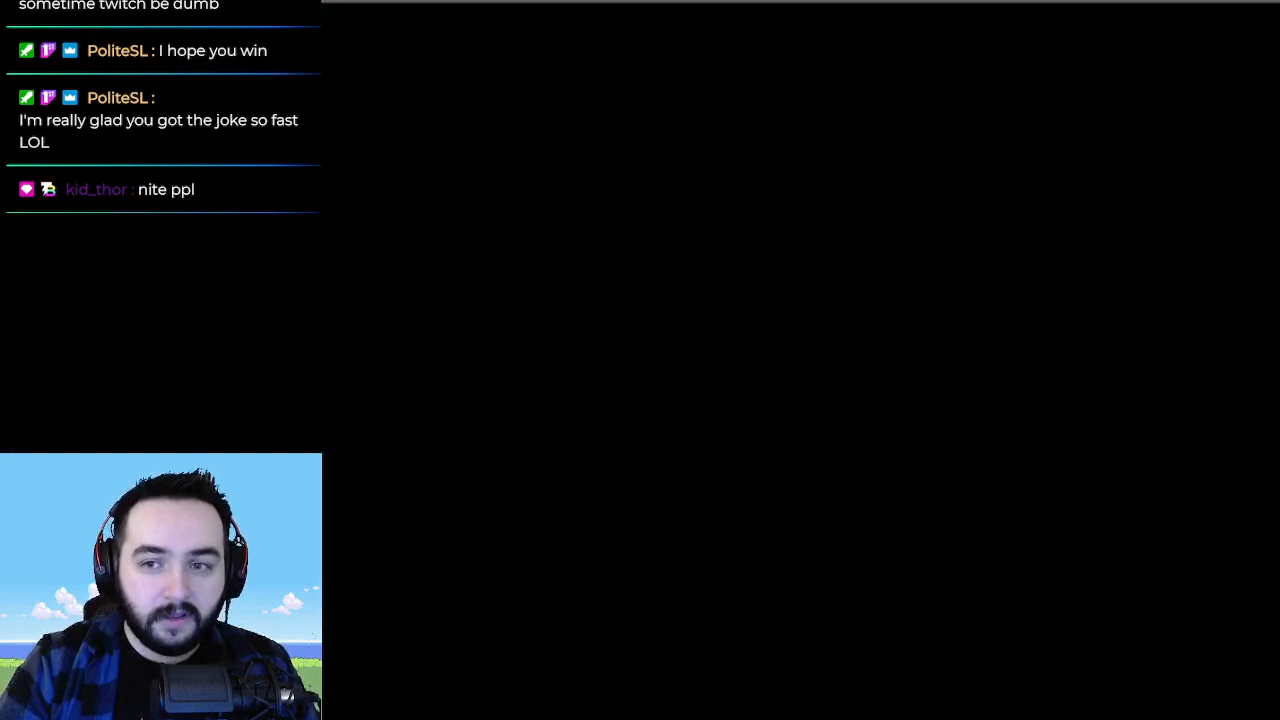 sometime twitch be dumb
PoliteSL : I hope you win
PoliteSL :
I'm really glad you got the joke so fast
LOL
kid_thor : nite ppl